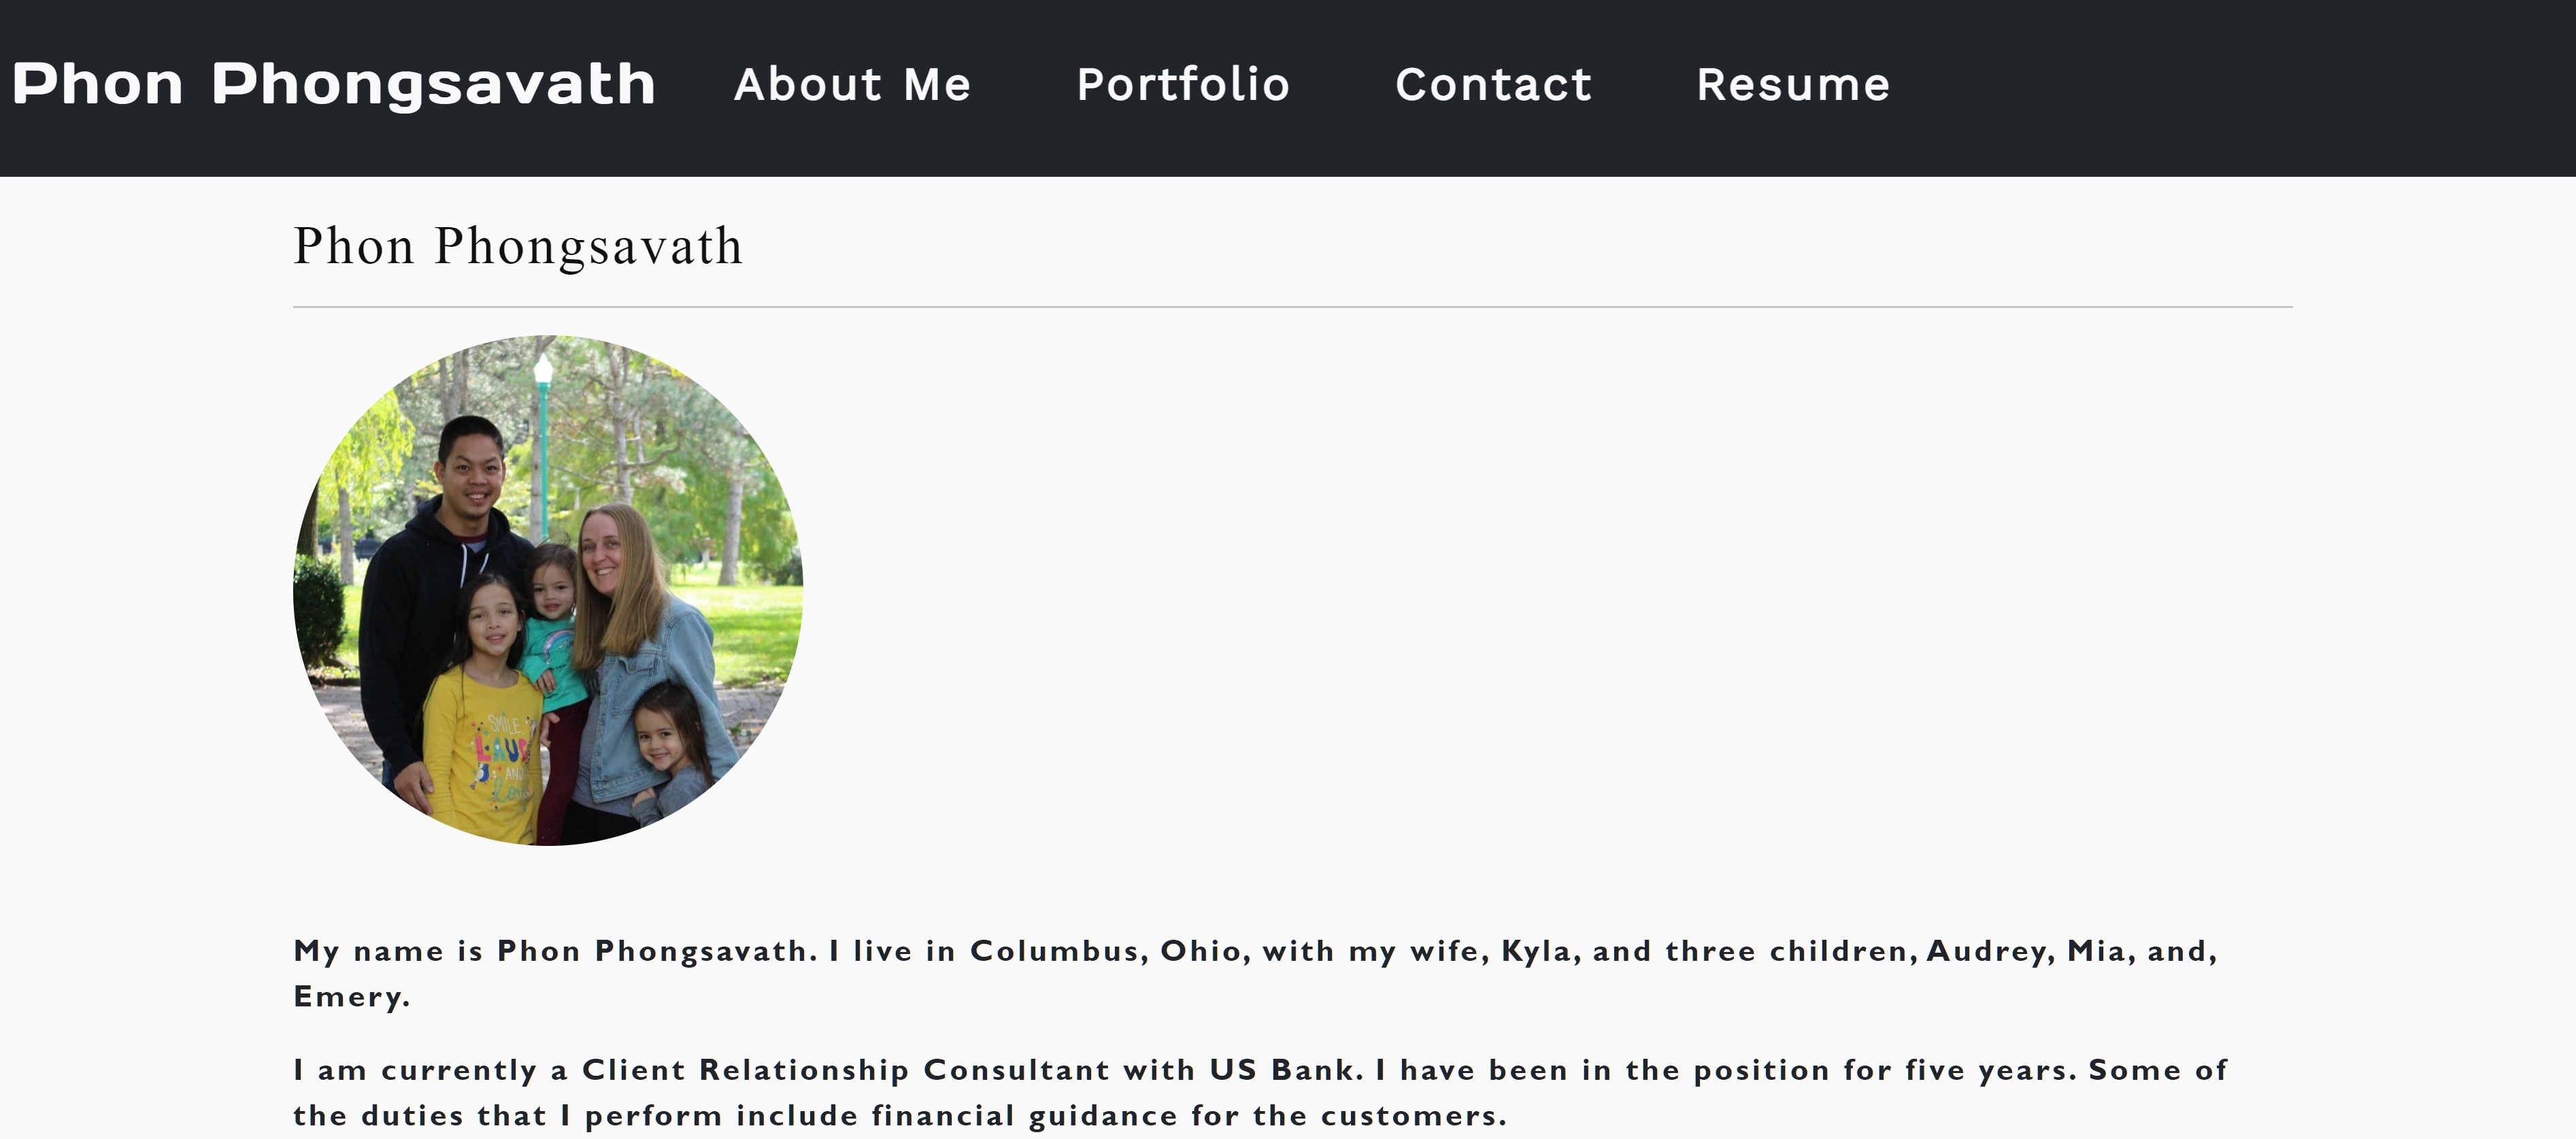 Phon Phongsavath About Me Portfolio Contact Resume
Phon Phongsavath
SMILE
AND
My name is Phon Phongsavath. I live in Columbus, Ohio, with my wife, Kyla, and three children, Audrey, Mia, and,
Emery.
I am currently a Client Relationship Consultant with US Bank. I have been in the position for five years. Some of
the duties that I perform include financial guidance for the customers.